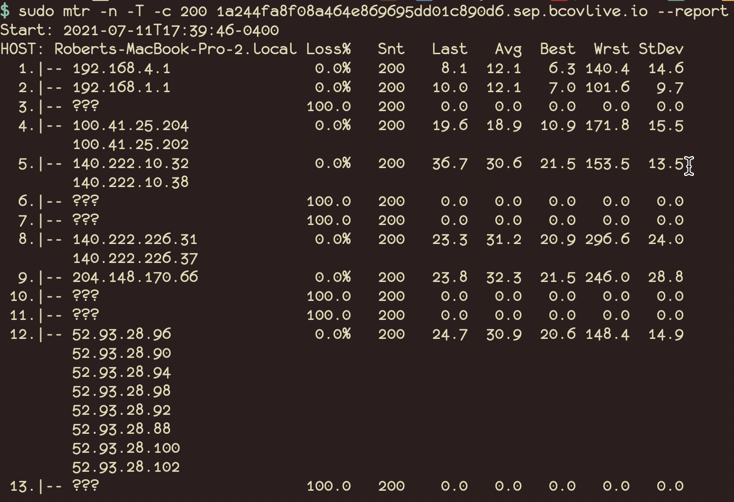 $ sudo mtr -n -T -c 200 1a244fa8f08a464e869695dd01c890d6.sep.bcovlive.io --report
Start: 2021-07-11T17:39:46-0400
HOST: Roberts-MacBook-Pro-2.local Loss%   Snt   Last   Avg  Best  Wrst StDev
  1.|-- 192.168.4.1                0.0%   200    8.1  12.1   6.3 140.4  14.6
  2.|-- 192.168.1.1                0.0%   200   10.0  12.1   7.0 101.6   9.7
  3.|-- ???                       100.0   200    0.0   0.0   0.0   0.0   0.0
  4.|-- 100.41.25.204              0.0%   200   19.6  18.9  10.9 171.8  15.5
        100.41.25.202
  5.|-- 140.222.10.32              0.0%   200   36.7  30.6  21.5 153.5  13.5
        140.222.10.38
  6.|-- ???                       100.0   200    0.0   0.0   0.0   0.0   0.0
  7.|-- ???                       100.0   200    0.0   0.0   0.0   0.0   0.0
  8.|-- 140.222.226.31             0.0%   200   23.3  31.2  20.9 296.6  24.0
        140.222.226.37
  9.|-- 204.148.170.66             0.0%   200   23.8  32.3  21.5 246.0  28.8
 10.|-- ???                       100.0   200    0.0   0.0   0.0   0.0   0.0
 11.|-- ???                       100.0   200    0.0   0.0   0.0   0.0   0.0
 12.|-- 52.93.28.96                0.0%   200   24.7  30.9  20.6 148.4  14.9
        52.93.28.90
        52.93.28.94
        52.93.28.98
        52.93.28.92
        52.93.28.88
        52.93.28.100
        52.93.28.102
 13.|-- ???                       100.0   200    0.0   0.0   0.0   0.0   0.0